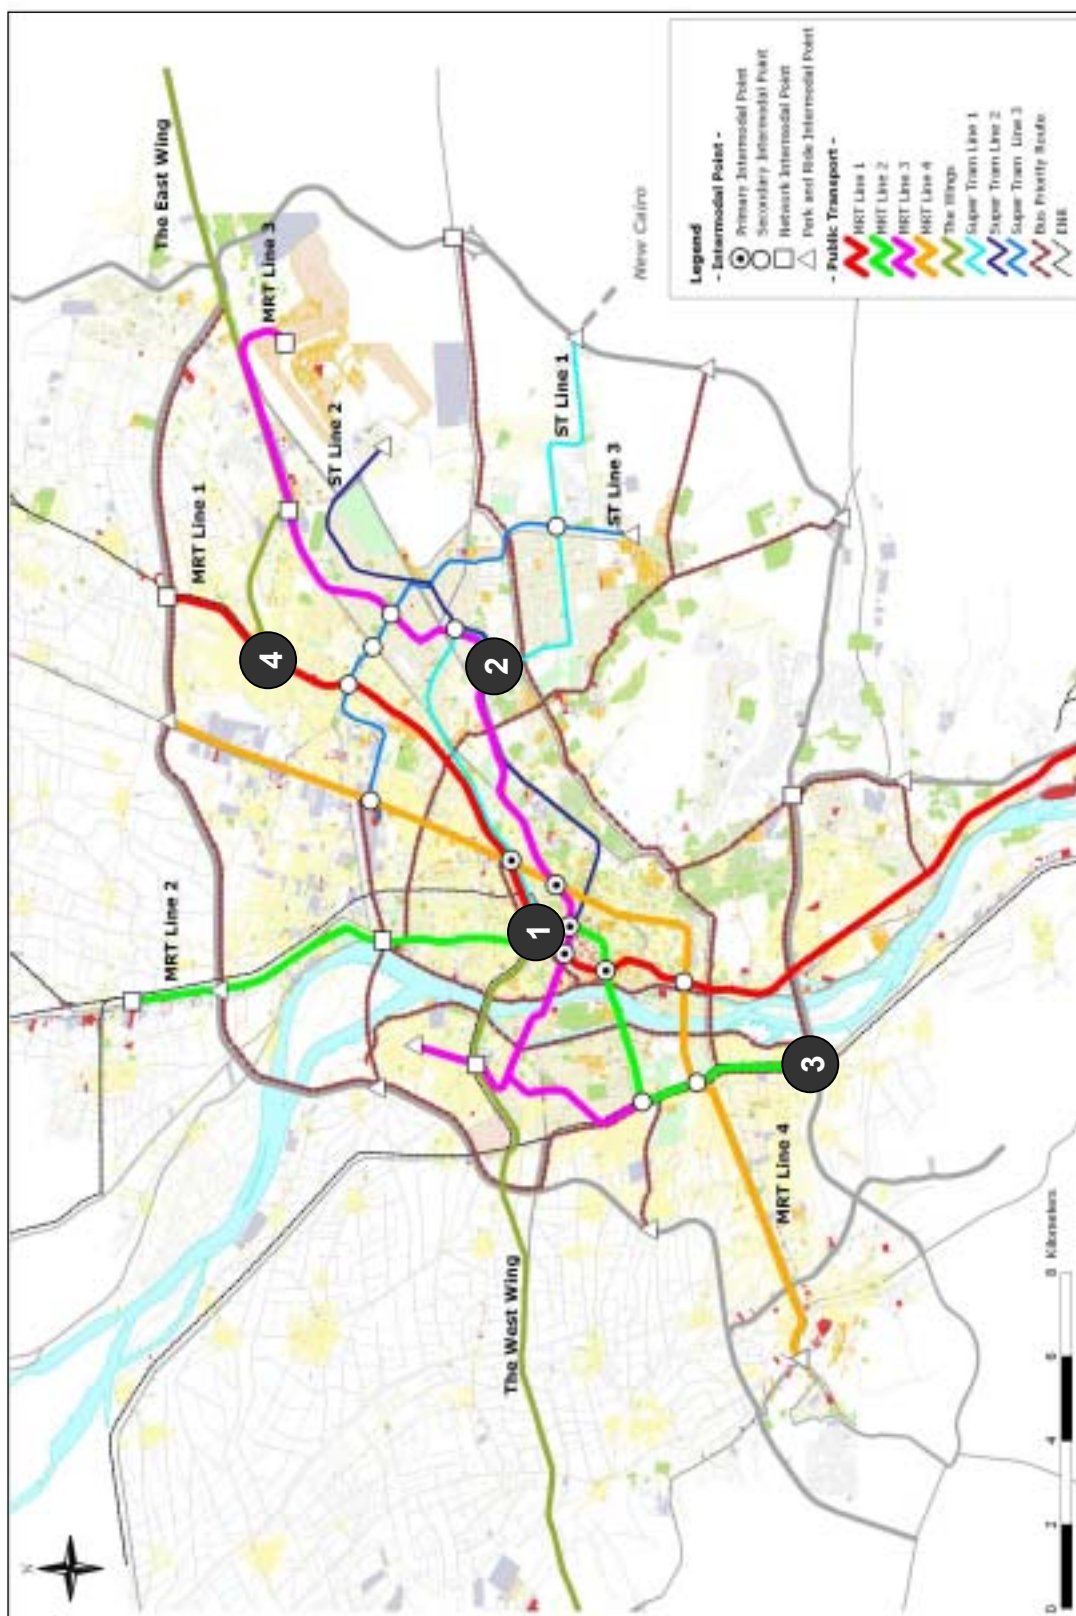 The East Wing
MRT Line 3
MRT Line 1
ST Line 2
MRT Line 2
ST Line 1
ST Line 3
New Cairo
The West Wing
MRT Line 4
4
2
1
3
Legend
- Intermodal Point -
Primary Intermodal Point
Secondary Intermodal Point
Network Intermodal Point
Park and Ride Intermodal Point
- Public Transport -
MRT Line 1
MRT Line 2
MRT Line 3
MRT Line 4
The Wings
Super Tram Line 1
Super Tram Line 2
Super Tram Line 3
Bus Priority Route
ENR
N
0 2 4 6 8 Kilometers